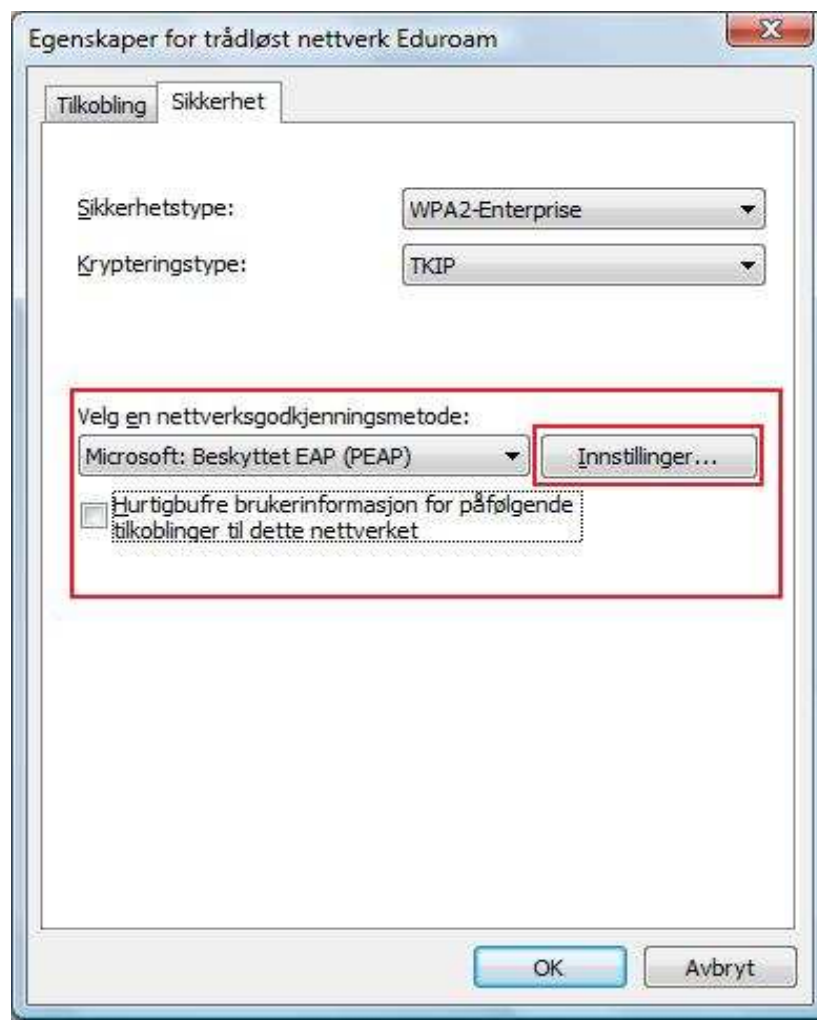 Egenskaper for trådløst nettverk Eduroam
Tilkobling Sikkerhet
Sikkerhetstype: WPA2-Enterprise
Krypteringstype: TKIP
Velg en nettverksgodkjenningsmetode:
Microsoft: Beskyttet EAP (PEAP) Innstillinger...
Hurtigbufre brukerinformasjon for påfølgende
tilkoblinger til dette nettverket
OK Avbryt